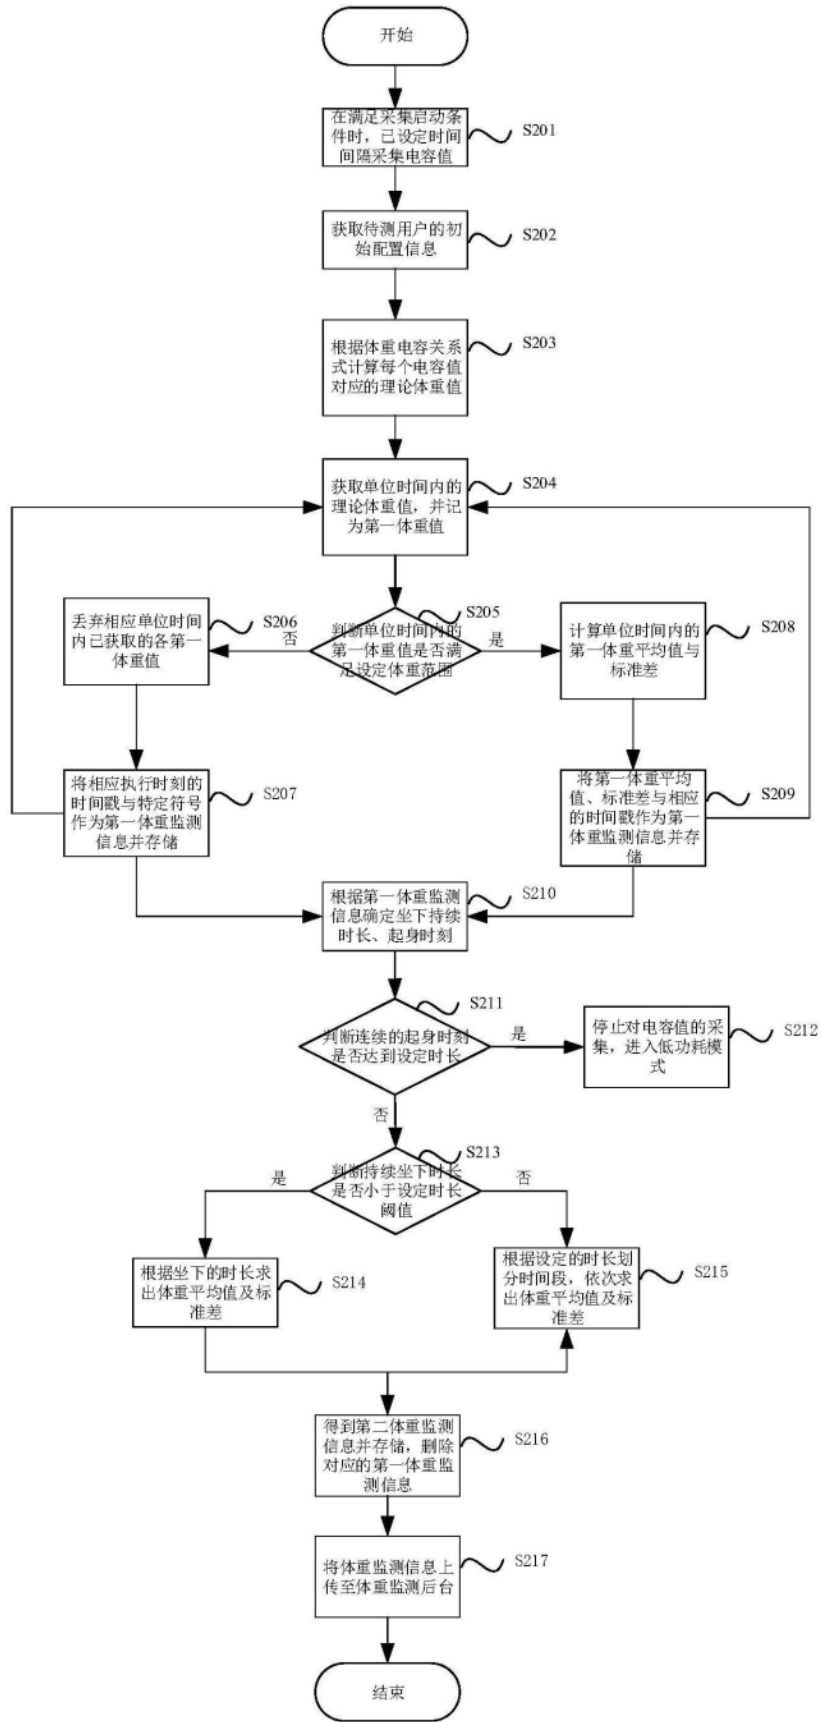 开始
在满足采集启动条
件时，已设定时间
间隔采集电容值
S201
获取待测用户的初
始配置信息
S202
根据体重电容关系
式计算每个电容值
对应的理论体重值
S203
获取单位时间内的
理论体重值，并记
为第一体重值
S204
判断单位时间内的
第一体重值是否满
足设定体重范围
S205
否
是
丢弃相应单位时间
内已获取的各第一
体重值
S206
将相应执行时刻的
时间戳与特定符号
作为第一体重监测
信息并存储
S207
计算单位时间内的
第一体重平均值与
标准差
S208
将第一体重平均
值、标准差与相应
的时间戳作为第一
体重监测信息并存
储
S209
根据第一体重监测
信息确定坐下持续
时长、起身时刻
S210
判断连续的起身时刻
是否达到设定时长
S211
是
否
停止对电容值的采
集，进入低功耗模
式
S212
判断持续坐下时长
是否小于设定时长
阈值
S213
是
否
根据坐下的时长求
出体重平均值及标
准差
S214
根据设定的时长划
分时间段，依次求
出体重平均值及标
准差
S215
得到第二体重监测
信息并存储，删除
对应的第一体重监
测信息
S216
将体重监测信息上
传至体重监测后台
S217
结束